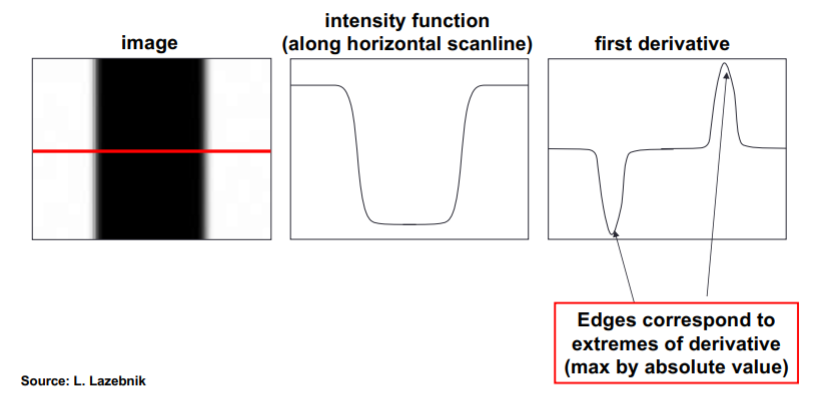 image
intensity function
(along horizontal scanline)
first derivative
Edges correspond to
extremes of derivative
(max by absolute value)
Source: L. Lazebnik